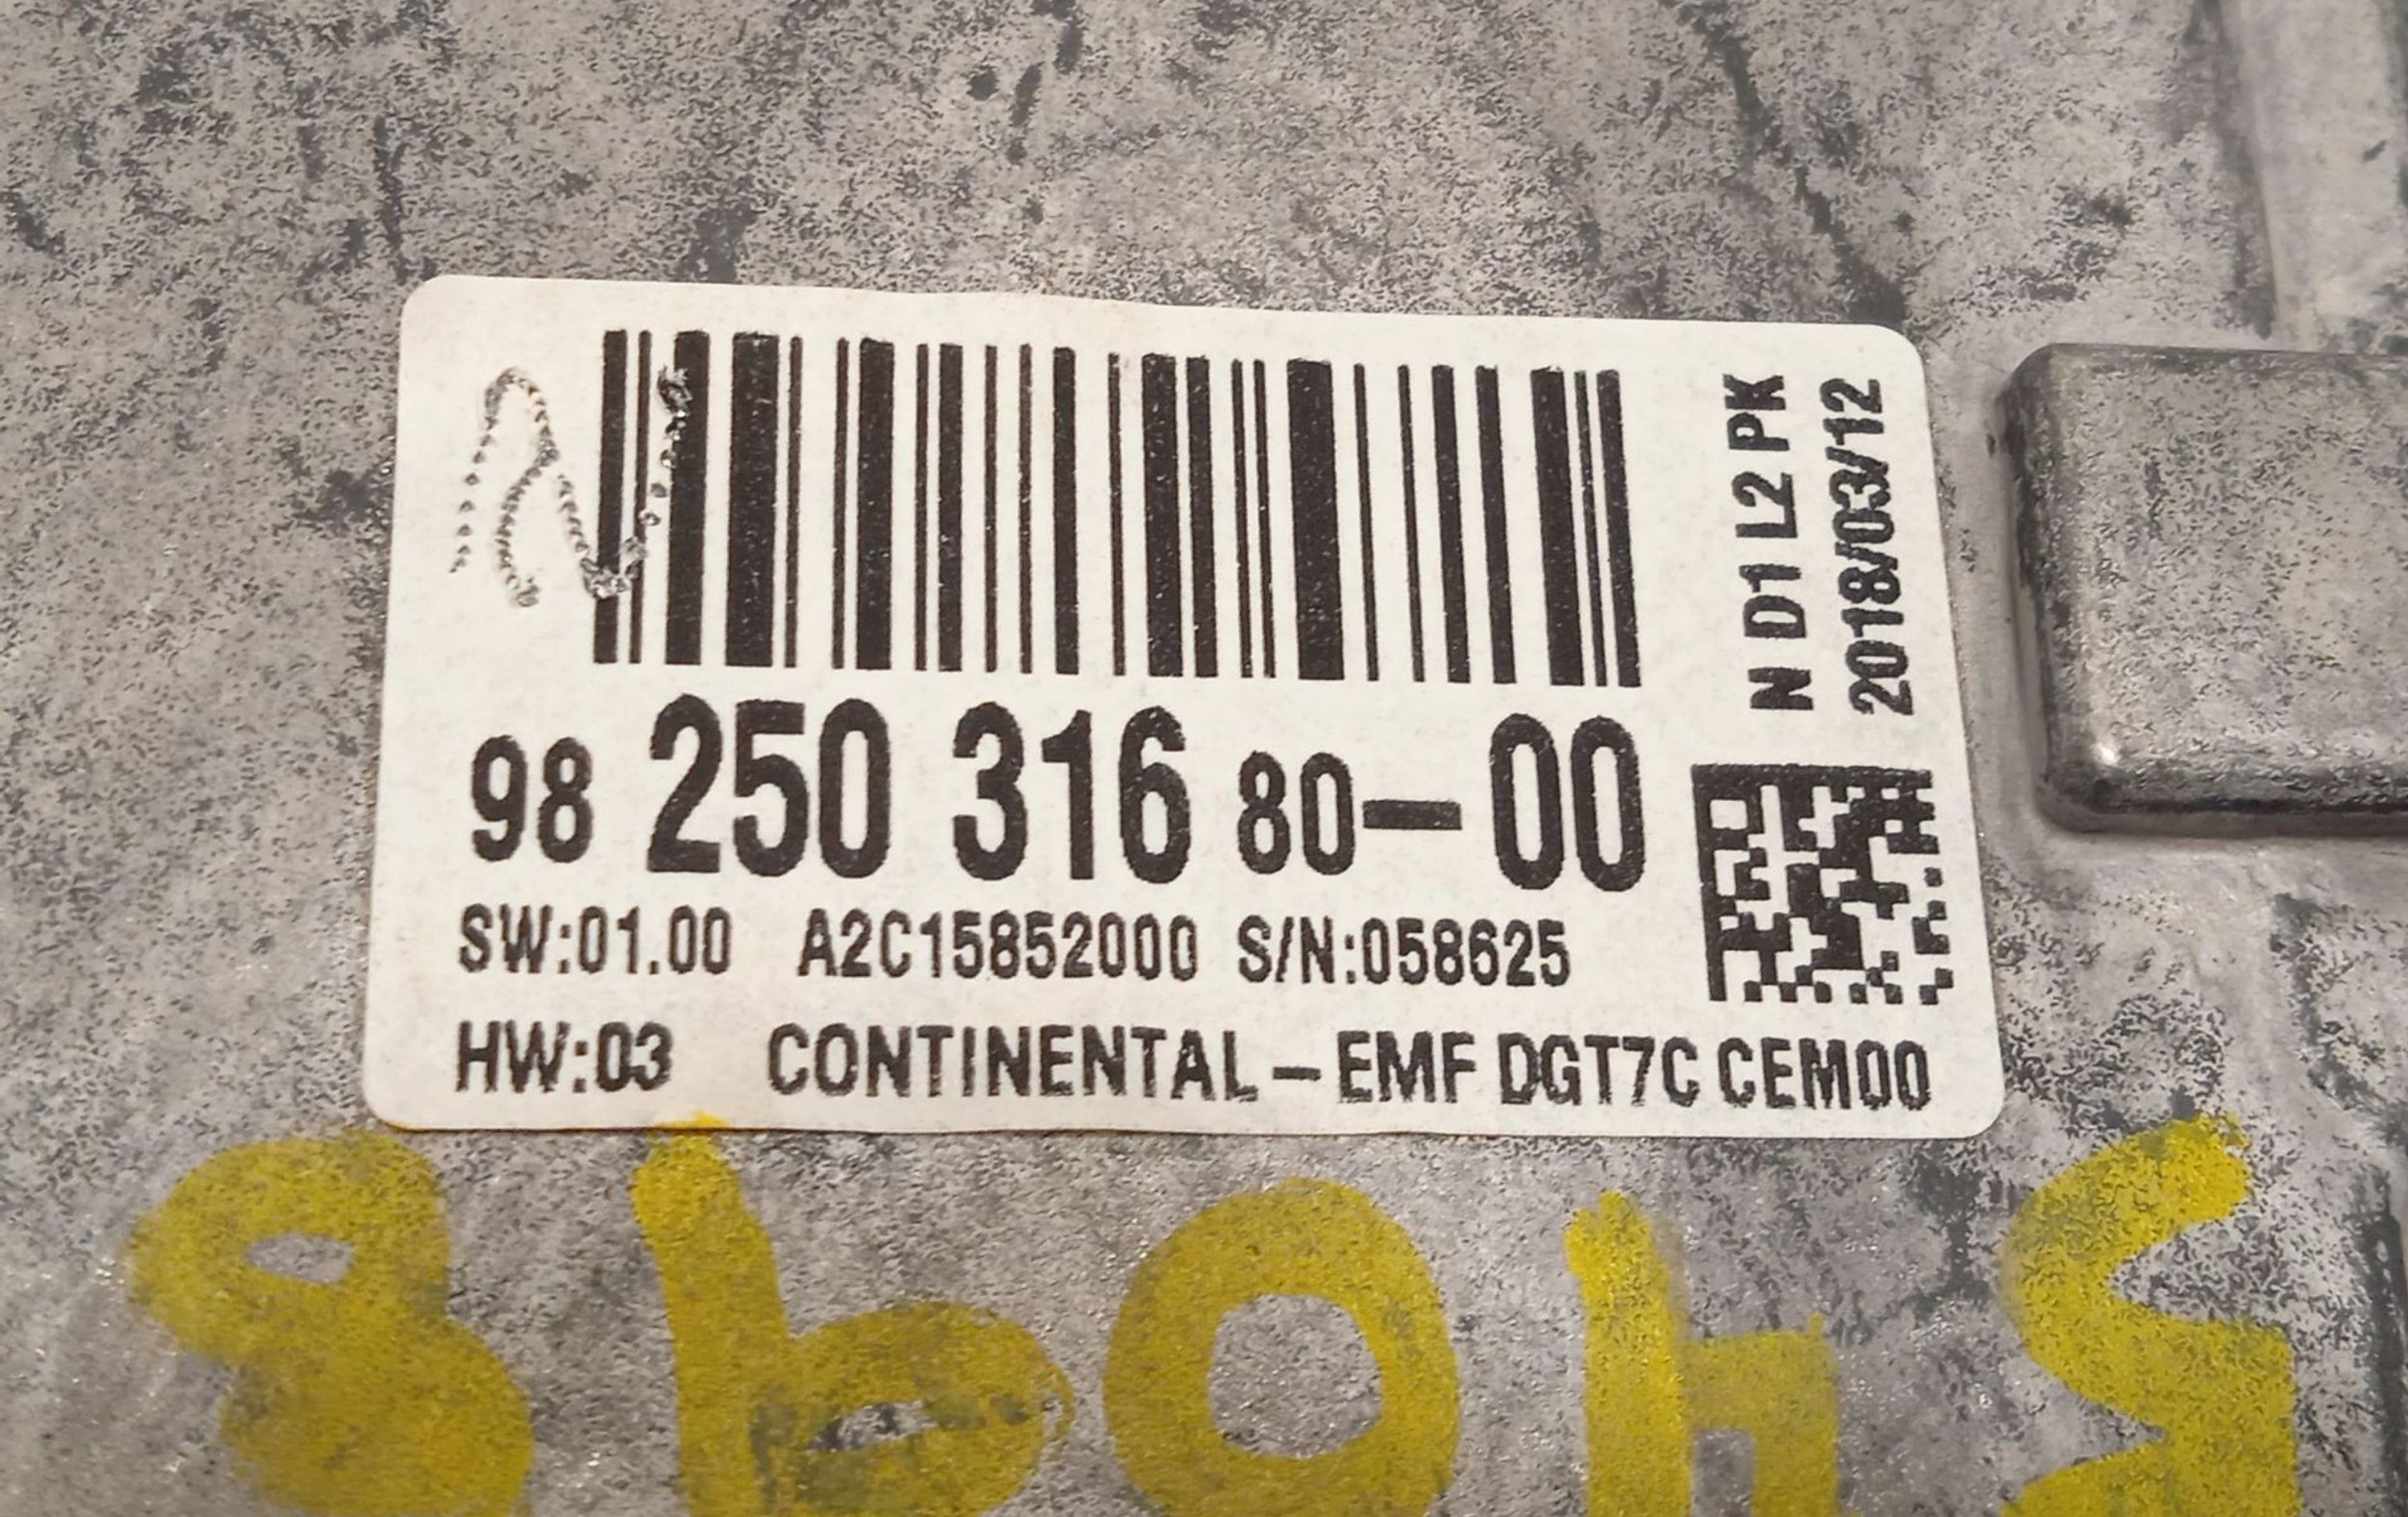 98 250 316 80-00
SW:01.00 A2C15852000 S/N:058625
HW:03 CONTINENTAL-EMF DGT7C CEM00
N D1 L2 PK
2018/03/12